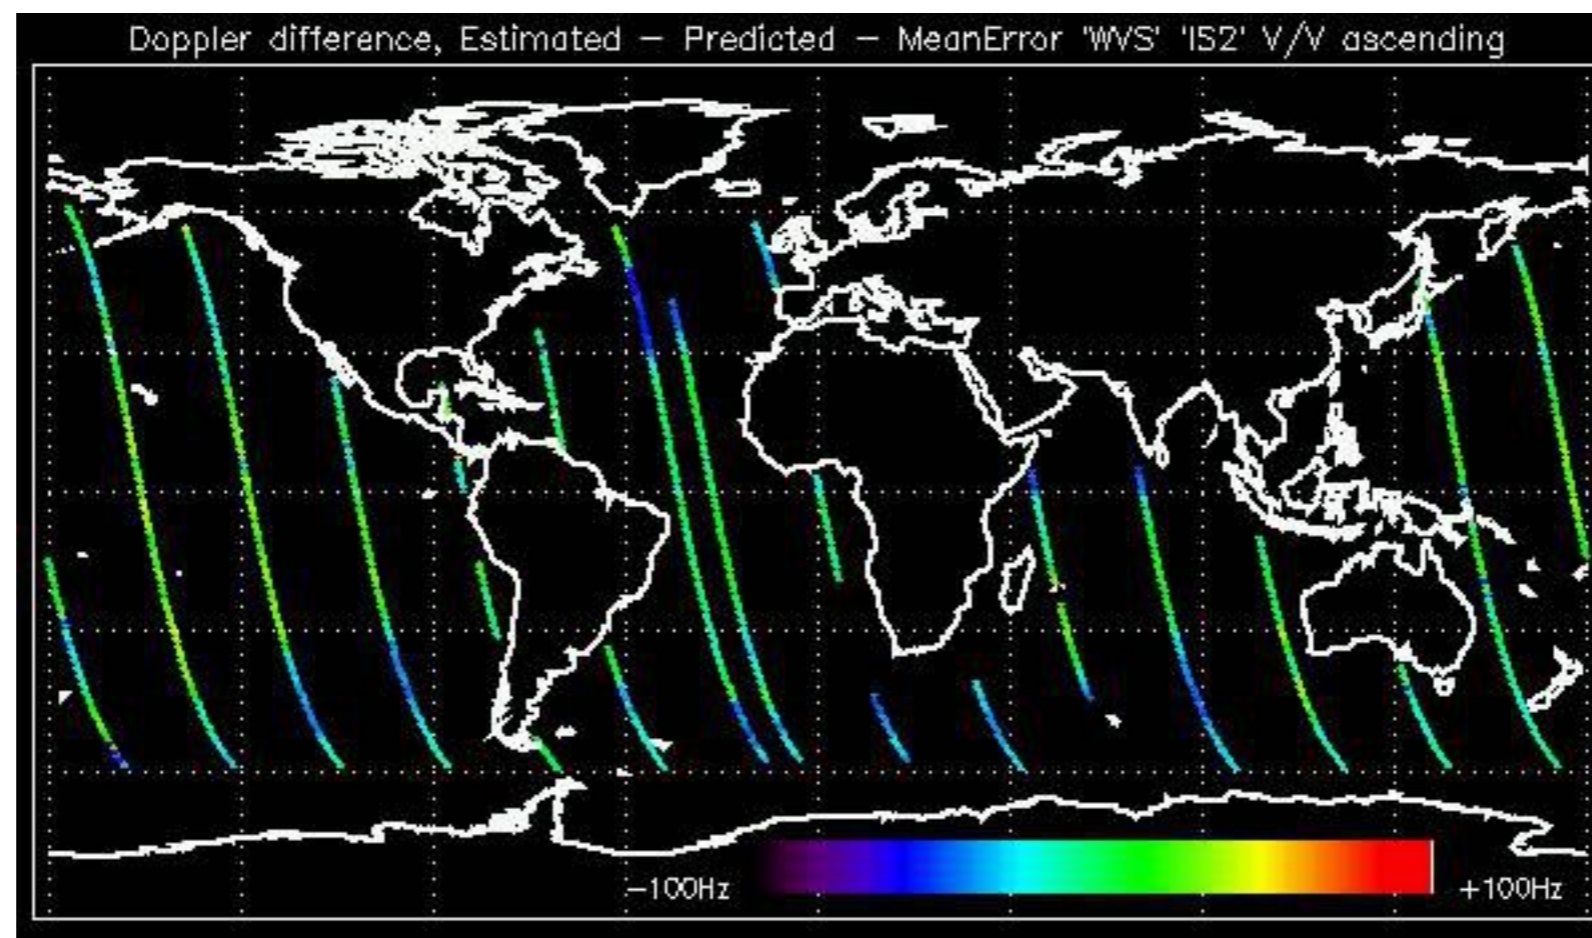 Doppler difference, Estimated - Predicted - MeanError 'WVS' 'IS2' V/V ascending
-100Hz +100Hz